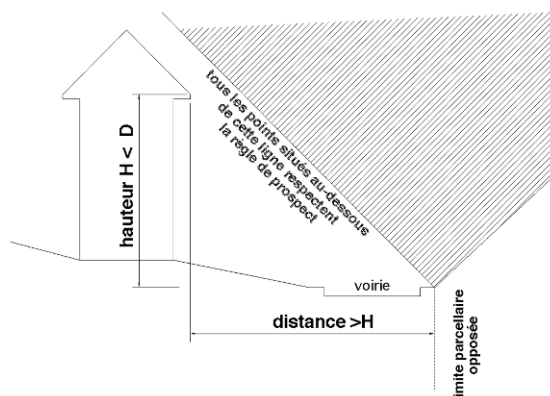 tous les points situés au-dessous
de cette ligne respectent
la règle de prospect
hauteur H < D
voirie
distance >H
imite parcellaire
opposée